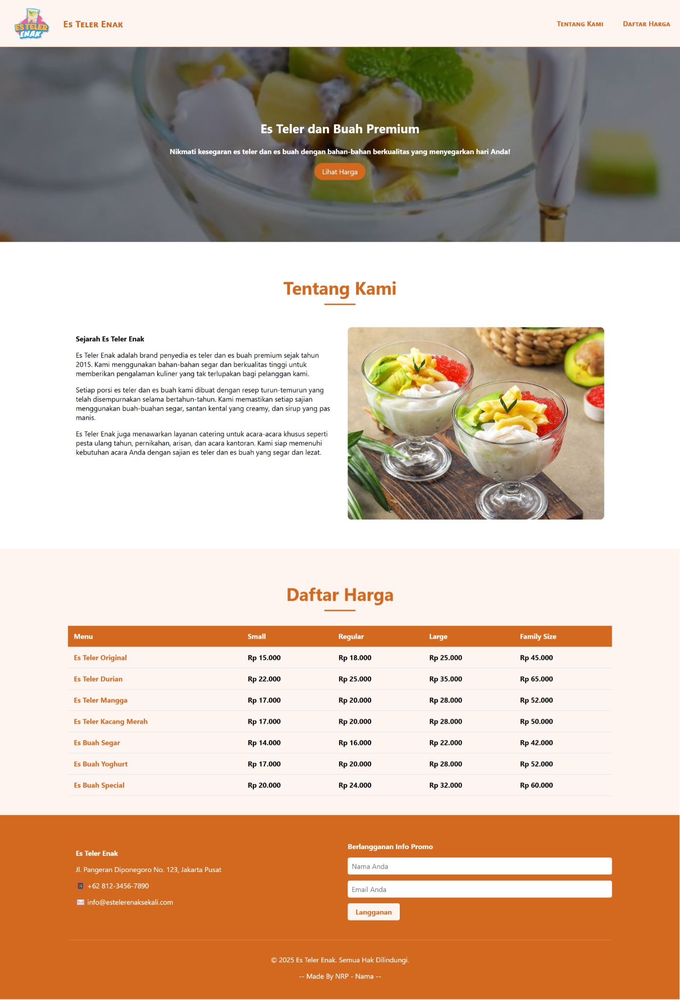 ES TELER
ENAK
Es Teler Enak
Tentang Kami
Daftar Harga
Es Teler dan Buah Premium
Nikmati kesegaran es teler dan es buah dengan bahan-bahan berkualitas yang menyegarkan hari Anda!
Lihat Harga
Tentang Kami
Sejarah Es Teler Enak
Es Teler Enak adalah brand penyedia es teler dan es buah premium sejak tahun
2015. Kami menggunakan bahan-bahan segar dan berkualitas tinggi untuk
memberikan pengalaman kuliner yang tak terlupakan bagi pelanggan kami.
Setiap porsi es teler dan es buah kami dibuat dengan resep turun-temurun yang
telah disempurnakan selama bertahun-tahun. Kami memastikan setiap sajian
menggunakan buah-buahan segar, santan kental yang creamy, dan sirup yang pas
manis.
Es Teler Enak juga menawarkan layanan catering untuk acara-acara khusus seperti
pesta ulang tahun, pernikahan, arisan, dan acara kantoran. Kami siap memenuhi
kebutuhan acara Anda dengan sajian es teler dan es buah yang segar dan lezat.
Daftar Harga
Menu Small Regular Large Family Size
Es Teler Original Rp 15.000 Rp 18.000 Rp 25.000 Rp 45.000
Es Teler Durian Rp 22.000 Rp 25.000 Rp 35.000 Rp 65.000
Es Teler Mangga Rp 17.000 Rp 20.000 Rp 28.000 Rp 52.000
Es Teler Kacang Merah Rp 17.000 Rp 20.000 Rp 28.000 Rp 50.000
Es Buah Segar Rp 14.000 Rp 16.000 Rp 22.000 Rp 42.000
Es Buah Yoghurt Rp 17.000 Rp 20.000 Rp 28.000 Rp 52.000
Es Buah Special Rp 20.000 Rp 24.000 Rp 32.000 Rp 60.000
Es Teler Enak
Jl. Pangeran Diponegoro No. 123, Jakarta Pusat
+62 812-3456-7890
info@estelerenaksekali.com
Berlangganan Info Promo
Nama Anda
Email Anda
Langganan
© 2025 Es Teler Enak. Semua Hak Dilindungi.
-- Made By NRP - Nama --